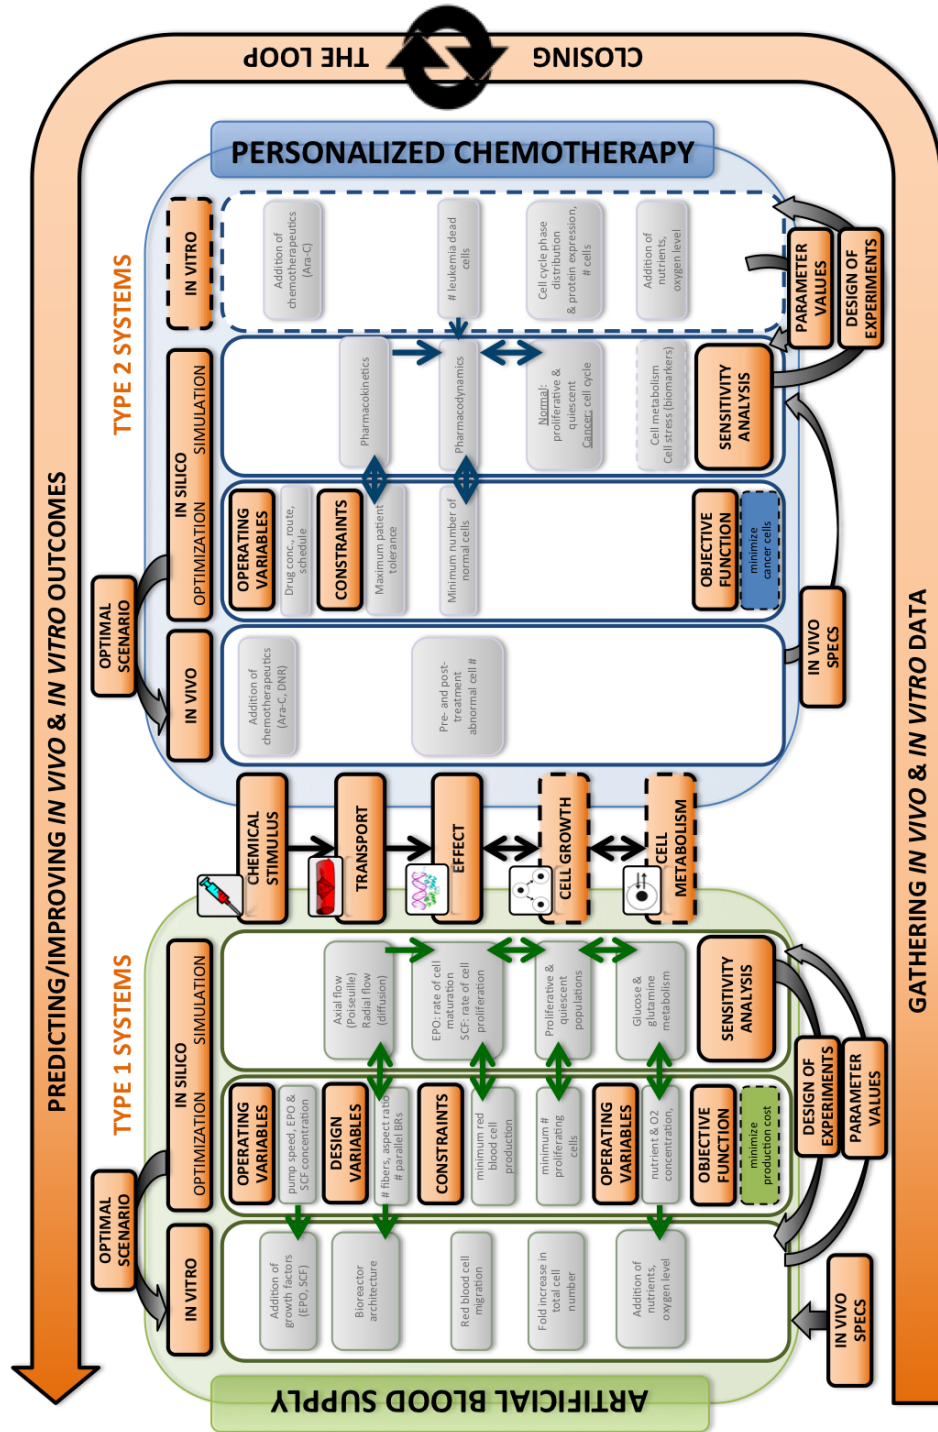 PREDICTING/IMPROVING IN VIVO & IN VITRO OUTCOMES
THE LOOP
CLOSING
GATHERING IN VIVO & IN VITRO DATA
ARTIFICIAL BLOOD SUPPLY
TYPE 1 SYSTEMS
OPTIMAL
SCENARIO
IN VITRO
IN SILICO
OPTIMIZATION
SIMULATION
Addition of
growth factors
(EPO, SCF)
Bioreactor
architecture
Red blood cell
migration
Fold increase in
total cell
number
Addition of
nutrients,
oxygen level
OPERATING
VARIABLES
pump speed, EPO &
SCF concentration
DESIGN
VARIABLES
# fibers, aspect ratio
# parallel BRs
CONSTRAINTS
minimum red
blood cell
production
minimum #
proliferating
cells
OPERATING
VARIABLES
nutrient & O2
concentration,
OBJECTIVE
FUNCTION
minimize
production cost
Axial flow
(Poiseuille)
Radial flow
(diffusion)
EPO: rate of cell
maturation
SCF: rate of cell
proliferation
Proliferative &
quiescent
populations
Glucose &
glutamine
metabolism
SENSITIVITY
ANALYSIS
IN VIVO
SPECS
DESIGN OF
EXPERIMENTS
PARAMETER
VALUES
CHEMICAL
STIMULUS
TRANSPORT
EFFECT
CELL GROWTH
CELL
METABOLISM
TYPE 2 SYSTEMS
OPTIMAL
SCENARIO
IN VIVO
IN SILICO
OPTIMIZATION
SIMULATION
IN VITRO
Addition of
chemotherapeutics
(Ara-C, DNR)
Pre- and post-
treatment
abnormal cell #
OPERATING
VARIABLES
Drug conc., route,
schedule
CONSTRAINTS
Maximum patient
tolerance
Minimum number of
normal cells
OBJECTIVE
FUNCTION
minimize
cancer cells
Pharmacokinetics
Pharmacodynamics
Normal:
proliferative &
quiescent
Cancer: cell cycle
Cell metabolism
Cell stress (biomarkers)
SENSITIVITY
ANALYSIS
Addition of
chemotherapeutics
(Ara-C)
# leukemia dead
cells
Cell cycle phase
distribution
& protein expression,
# cells
Addition of
nutrients,
oxygen level
IN VIVO
SPECS
PARAMETER
VALUES
DESIGN OF
EXPERIMENTS
PERSONALIZED CHEMOTHERAPY